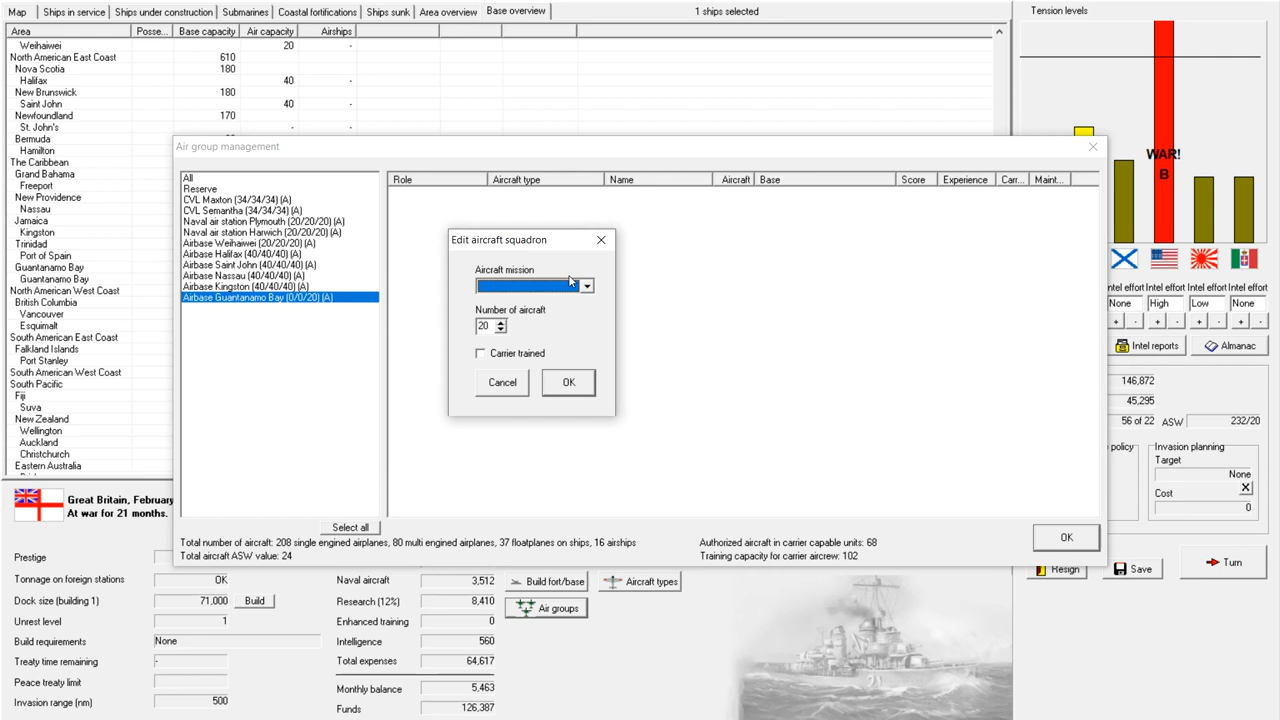 Map
Ships in service
Ships under construction
Submarines
Coastal fortifications
Ships sunk
Area overview
Base overview
1 ships selected
Area
Posse...
Base capacity
Air capacity
Airships
Weihaiwei 20 -
North American East Coast 610
Nova Scotia 180
Halifax 40 -
New Brunswick 180
Saint John 40 -
Newfoundland 170
St. John's - -
Bermuda
Hamilton
The Caribbean
Grand Bahama
Freeport
New Providence
Nassau
Jamaica
Kingston
Trinidad
Port of Spain
Guantanamo Bay
Guantanamo Bay
North American West Coast
British Columbia
Vancouver
Esquimalt
South American East Coast
Falkland Islands
Port Stanley
South American West Coast
South Pacific
Fiji
Suva
New Zealand
Wellington
Auckland
Christchurch
Eastern Australia
Air group management
All
Reserve
CVL Maxton (34/34/34) (A)
CVL Semantha (34/34/34) (A)
Naval air station Plymouth (20/20/20) (A)
Naval air station Harwich (20/20/20) (A)
Airbase Weihaiwei (20/20/20) (A)
Airbase Halifax (40/40/40) (A)
Airbase Saint John (40/40/40) (A)
Airbase Nassau (40/40/40) (A)
Airbase Kingston (40/40/40) (A)
Airbase Guantanamo Bay (0/0/20) (A)
Role
Aircraft type
Name
Aircraft
Base
Score
Experience
Carr...
Maint...
Edit aircraft squadron
Aircraft mission
Number of aircraft
20
Carrier trained
Cancel
OK
Select all
Total number of aircraft: 208 single engined airplanes, 80 multi engined airplanes, 37 floatplanes on ships, 16 airships
Total aircraft ASW value: 24
Authorized aircraft in carrier capable units: 68
Training capacity for carrier aircrew: 102
OK
Tension levels
WAR!
B
Intel effort
Intel effort
Intel effort
Intel effort
None
High
Low
None
+ - + - + - + -
Intel reports
Almanac
146,872
45,295
56 of 22
ASW
232/20
policy
Invasion planning
Target
None
Cost
X
0
Resign
Save
Turn
Great Britain, February
At war for 21 months.
Prestige
Tonnage on foreign stations OK
Dock size (building 1) 71,000 Build
Unrest level 1
Build requirements None
Treaty time remaining -
Peace treaty limit
Invasion range (nm) 500
Naval aircraft 3,512
Research (12%) 8,410
Enhanced training 0
Intelligence 560
Total expenses 64,617
Monthly balance 5,463
Funds 126,387
Build fort/base
Aircraft types
Air groups